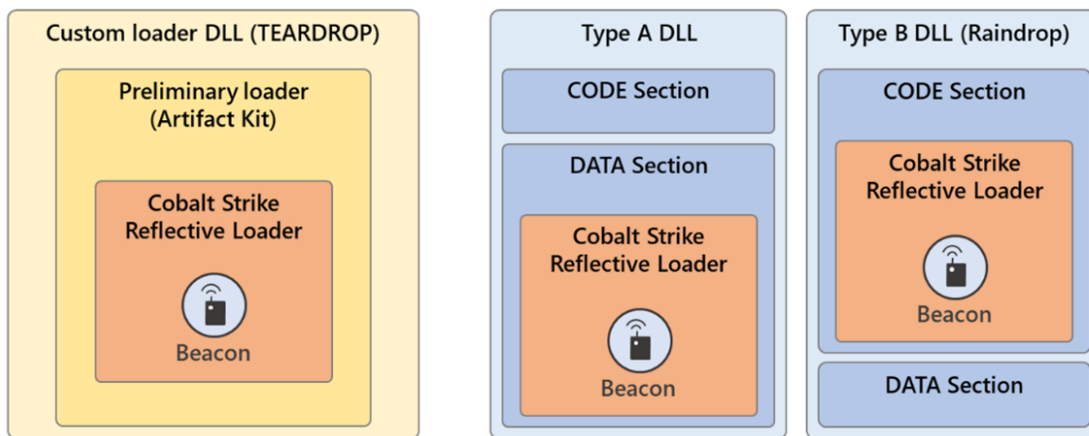 Custom loader DLL (TEARDROP)
Preliminary loader
(Artifact Kit)
Cobalt Strike
Reflective Loader
Beacon
Type A DLL
CODE Section
DATA Section
Cobalt Strike
Reflective Loader
Beacon
Type B DLL (Raindrop)
CODE Section
Cobalt Strike
Reflective Loader
Beacon
DATA Section